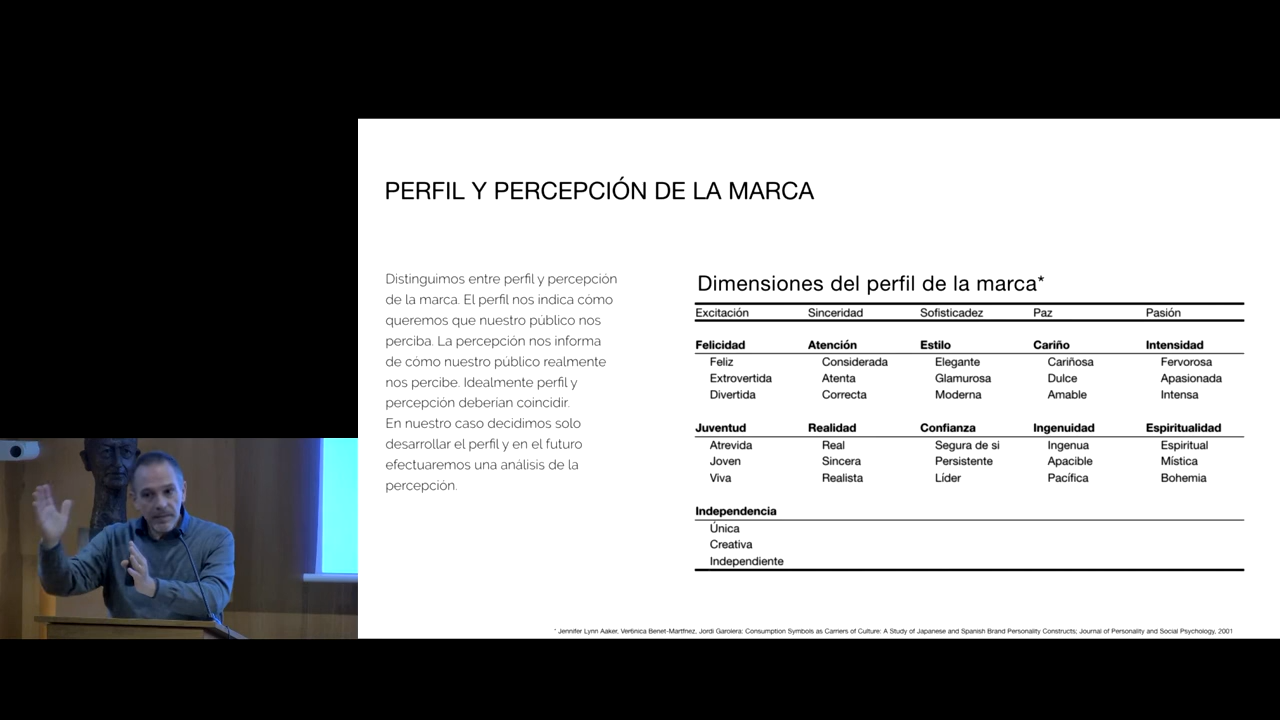 PERFIL Y PERCEPCIÓN DE LA MARCA
Distinguimos entre perfil y percepción
de la marca. El perfil nos indica cómo
queremos que nuestro público nos
perciba. La percepción nos informa
de cómo nuestro público realmente
nos percibe. Idealmente perfil y
percepción deberían coincidir.
En nuestro caso decidimos solo
desarrollar el perfil y en el futuro
efectuaremos una análisis de la
percepción.
Dimensiones del perfil de la marca*
Excitación Sinceridad Sofisticadez Paz Pasión
Felicidad Atención Estilo Cariño Intensidad
Feliz Considerada Elegante Cariñosa Fervorosa
Extrovertida Atenta Glamurosa Dulce Apasionada
Divertida Correcta Moderna Amable Intensa
Juventud Realidad Confianza Ingenuidad Espiritualidad
Atrevida Real Segura de si Ingenua Espiritual
Joven Sincera Persistente Apacible Mística
Viva Realista Líder Pacífica Bohemia
Independencia
Única
Creativa
Independiente
* Jennifer Lynn Aaker, Vertinica Benet-Martfnez, Jordi Garolera: Consumption Symbols as Carriers of Culture: A Study of Japanese and Spanish Brand Personality Constructs; Journal of Personality and Social Psychology, 2001